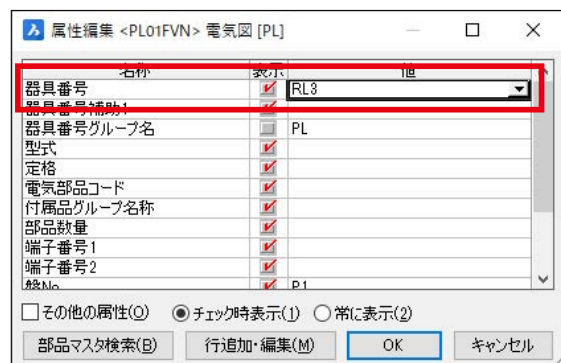 属性編集 <PL01FVN> 電気図 [PL]
名称 表示 値
器具番号 RL3
器具番号補助1
器具番号グループ名 PL
型式
定格
電気部品コード
付属品グループ名称
部品数量
端子番号1
端子番号2
盤No P1
その他の属性(O) チェック時表示(1) 常に表示(2)
部品マスタ検索(B) 行追加・編集(M) OK キャンセル